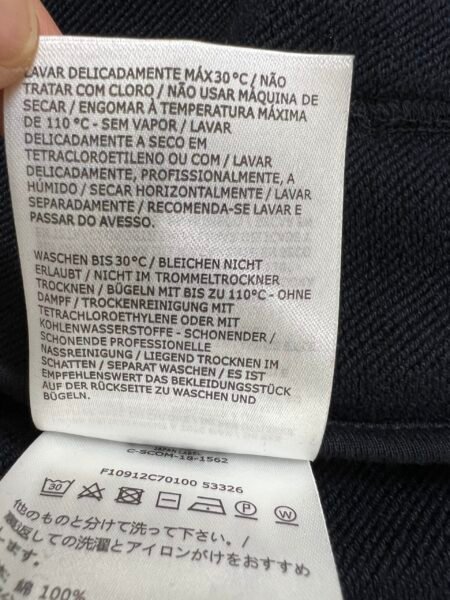 LAVAR DELICADAMENTE MÁX30°C / NÃO
TRATAR COM CLORO / NÃO USAR MÁQUINA DE
SECAR / ENGOMAR À TEMPERATURA MÁXIMA
DE 110°C - SEM VAPOR / LAVAR
DELICADAMENTE A SECO EM
TETRACLOROETILENO OU COM / LAVAR
DELICADAMENTE, PROFISSIONALMENTE, A
HÚMIDO / SECAR HORIZONTALMENTE / LAVAR
SEPARADAMENTE / RECOMENDA-SE LAVAR E
PASSAR DO AVESSO.
WASCHEN BIS 30°C / BLEICHEN NICHT
ERLAUBT / NICHT IM TROMMELTROCKNER
TROCKNEN / BÜGELN MIT BIS ZU 110°C - OHNE
DAMPF / TROCKENREINIGUNG MIT
TETRACHLOROETHYLENE ODER MIT
KOHLENWASSERSTOFFE - SCHONENDER /
SCHONENDE PROFESSIONELLE
NASSREINIGUNG / LIEGEND TROCKNEN IM
SCHATTEN / SEPARAT WASCHEN / ES IST
EMPFEHLENSWERT DAS BEKLEIDUNGSSTÜCK
AUF DER RÜCKSEITE ZU WASCHEN UND
BÜGELN.
JAPAN LABEL
C-SCOM-18-1562
F10912C70100 53326
30 P W
他のものと分けて洗って下さい。/
返しての洗濯とアイロンがけをおすすめ
します。
綿 100%